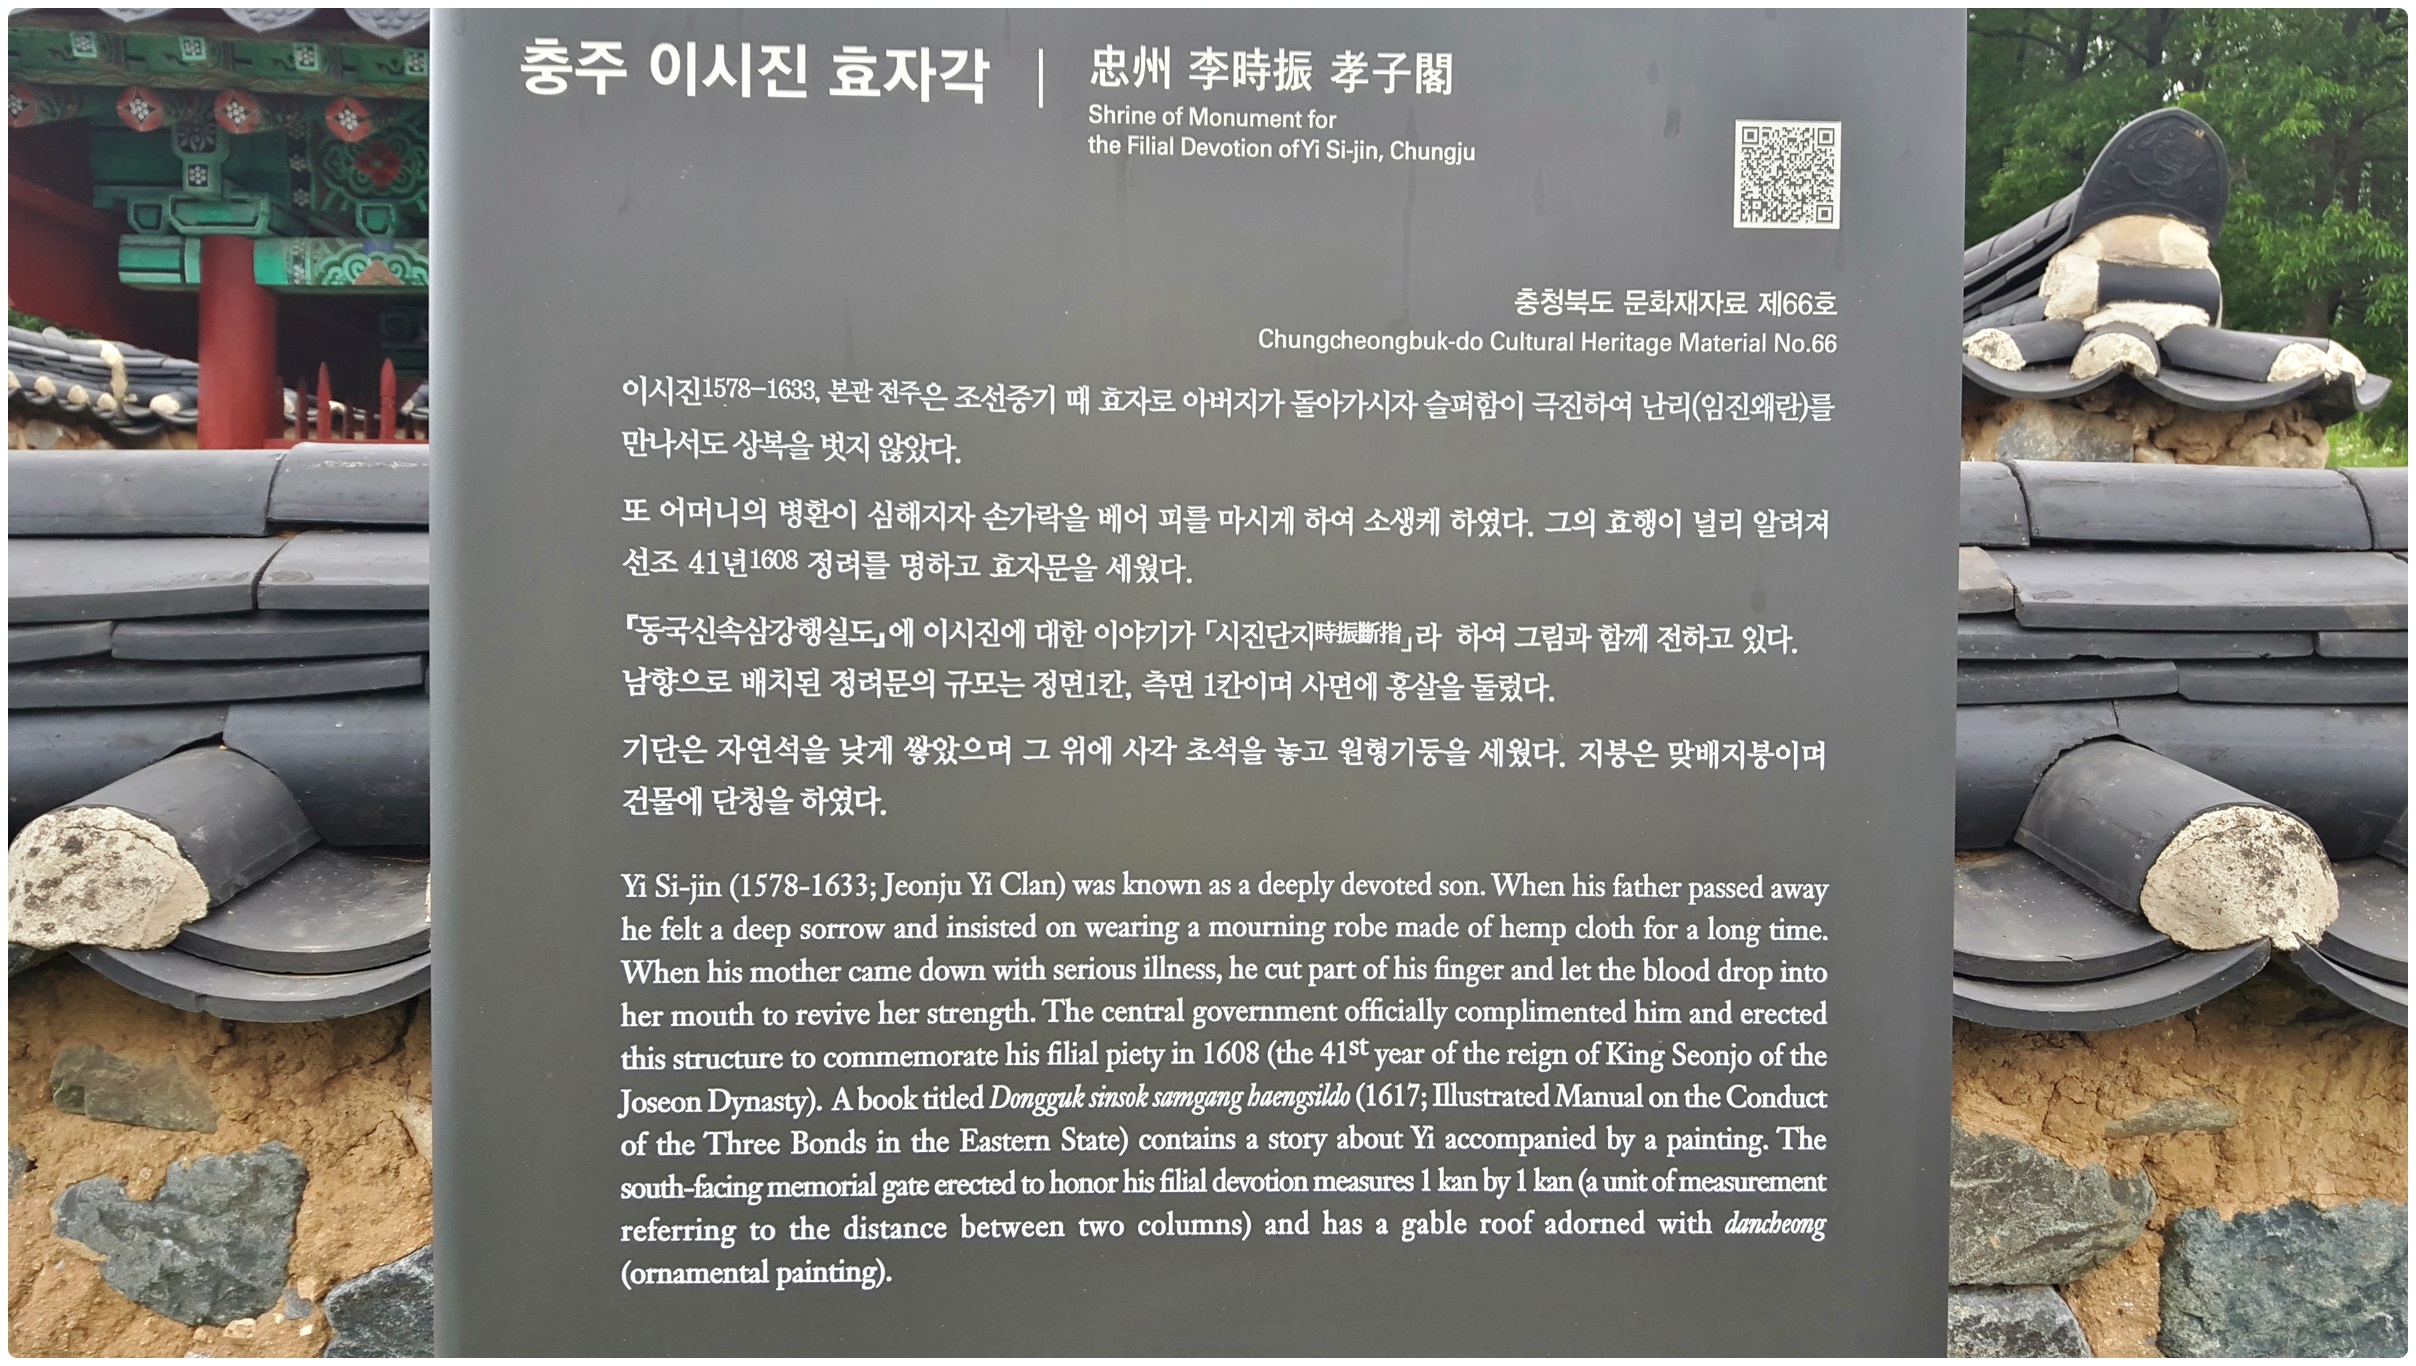 충주 이시진 효자각 | 忠州 李時振 孝子閣
Shrine of Monument for
the Filial Devotion of Yi Si-jin, Chungju
충청북도 문화재자료 제66호
Chungcheongbuk-do Cultural Heritage Material No.66
이시진1578-1633, 본관 전주은 조선중기 때 효자로 아버지가 돌아가시자 슬퍼함이 극진하여 난리(임진왜란)를
만나서도 상복을 벗지 않았다.
또 어머니의 병환이 심해지자 손가락을 베어 피를 마시게 하여 소생케 하였다. 그의 효행이 널리 알려져
선조 41년1608 정려를 명하고 효자문을 세웠다.
『동국신속삼강행실도』에 이시진에 대한 이야기가 「시진단지時振斷指」라 하여 그림과 함께 전하고 있다.
남향으로 배치된 정려문의 규모는 정면1칸, 측면 1칸이며 사면에 홍살을 둘렀다.
기단은 자연석을 낮게 쌓았으며 그 위에 사각 초석을 놓고 원형기둥을 세웠다. 지붕은 맞배지붕이며
건물에 단청을 하였다.
Yi Si-jin (1578-1633; Jeonju Yi Clan) was known as a deeply devoted son. When his father passed away
he felt a deep sorrow and insisted on wearing a mourning robe made of hemp cloth for a long time.
When his mother came down with serious illness, he cut part of his finger and let the blood drop into
her mouth to revive her strength. The central government officially complimented him and erected
this structure to commemorate his filial piety in 1608 (the 41st year of the reign of King Seonjo of the
Joseon Dynasty). A book titled Dongguk sinsok samgang haengsildo (1617; Illustrated Manual on the Conduct
of the Three Bonds in the Eastern State) contains a story about Yi accompanied by a painting. The
south-facing memorial gate erected to honor his filial devotion measures 1 kan by 1 kan (a unit of measurement
referring to the distance between two columns) and has a gable roof adorned with dancheong
(ornamental painting).